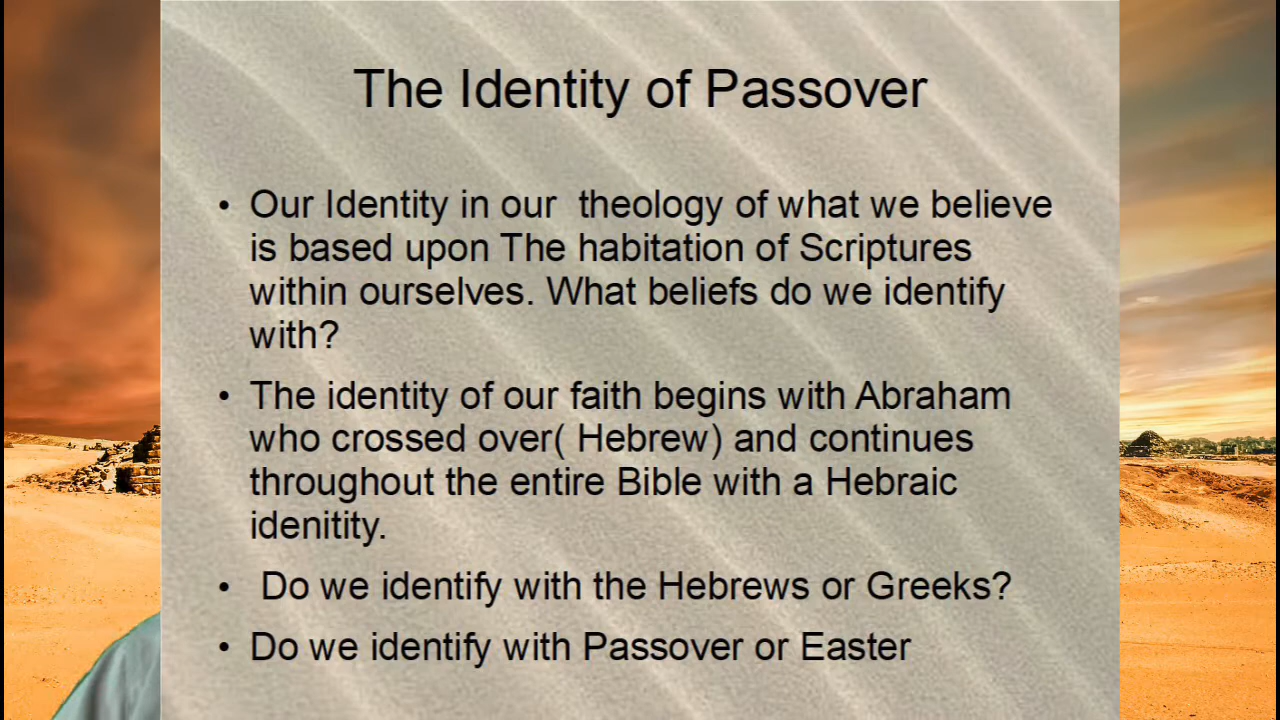 The Identity of Passover
• Our Identity in our  theology of what we believe
is based upon The habitation of Scriptures
within ourselves. What beliefs do we identify
with?
• The identity of our faith begins with Abraham
who crossed over( Hebrew) and continues
throughout the entire Bible with a Hebraic
idenitity.
•  Do we identify with the Hebrews or Greeks?
• Do we identify with Passover or Easter